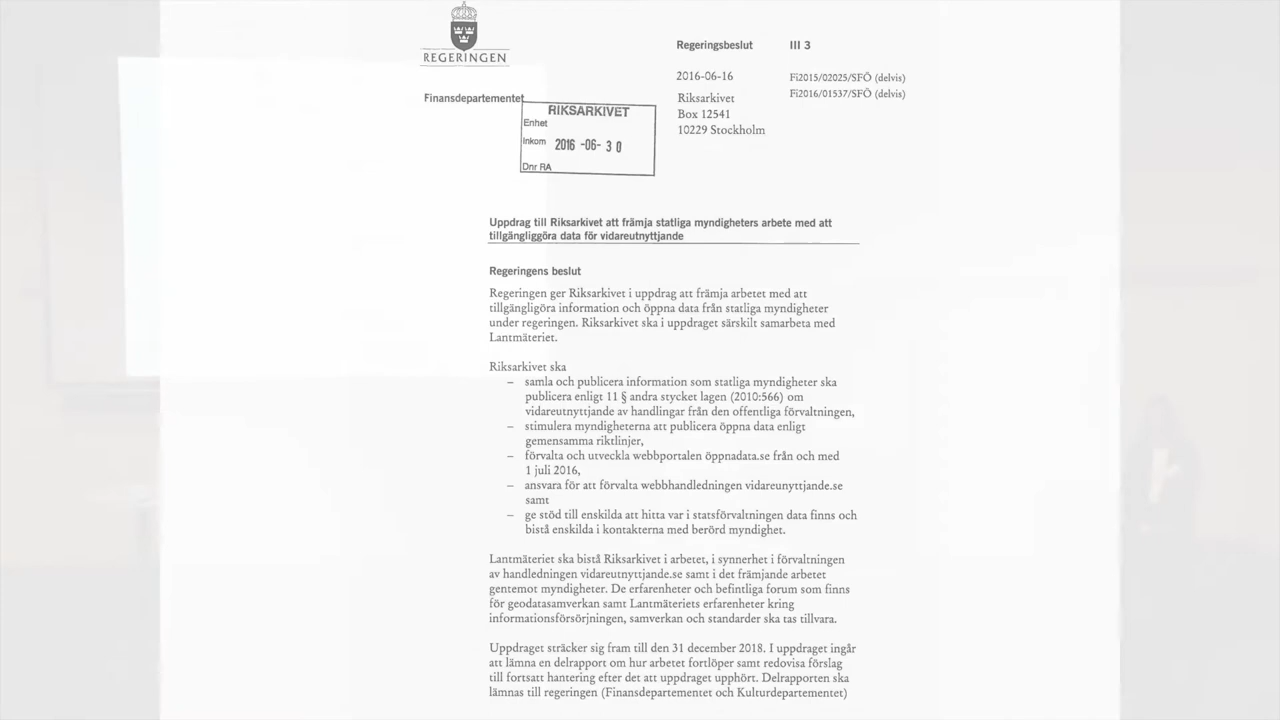 REGERINGEN
Finansdepartementet
Regeringsbeslut III 3
2016-06-16 Fi2015/02025/SFÖ (delvis)
Fi2016/01537/SFÖ (delvis)
Riksarkivet
Box 12541
10229 Stockholm
RIKSARKIVET
Enhet
Inkom 2016 -06- 3 0
Dnr RA
Uppdrag till Riksarkivet att främja statliga myndigheters arbete med att
tillgängliggöra data för vidareutnyttjande
Regeringens beslut
Regeringen ger Riksarkivet i uppdrag att främja arbetet med att
tillgängligöra information och öppna data från statliga myndigheter
under regeringen. Riksarkivet ska i uppdraget särskilt samarbeta med
Lantmäteriet.
Riksarkivet ska
– samla och publicera information som statliga myndigheter ska
publicera enligt 11 § andra stycket lagen (2010:566) om
vidareutnyttjande av handlingar från den offentliga förvaltningen,
– stimulera myndigheterna att publicera öppna data enligt
gemensamma riktlinjer,
– förvalta och utveckla webbportalen öppnadata.se från och med
1 juli 2016,
– ansvara för att förvalta webbhandledningen vidareunyttjande.se
samt
– ge stöd till enskilda att hitta var i statsförvaltningen data finns och
bistå enskilda i kontakterna med berörd myndighet.
Lantmäteriet ska bistå Riksarkivet i arbetet, i synnerhet i förvaltningen
av handledningen vidareutnyttjande.se samt i det främjande arbetet
gentemot myndigheter. De erfarenheter och befintliga forum som finns
för geodatasamverkan samt Lantmäteriets erfarenheter kring
informationsförsörjningen, samverkan och standarder ska tas tillvara.
Uppdraget sträcker sig fram till den 31 december 2018. I uppdraget ingår
att lämna en delrapport om hur arbetet fortlöper samt redovisa förslag
till fortsatt hantering efter det att uppdraget upphört. Delrapporten ska
lämnas till regeringen (Finansdepartementet och Kulturdepartementet)